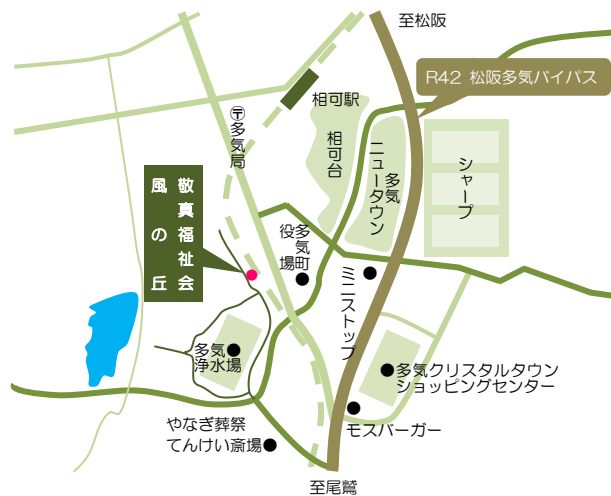 至松阪
R42 松阪多気バイパス
相可駅
〶多気局
相可台
多気
ニュータウン
シャープ
敬真福祉会
風の丘
多気町
役場
ミニストップ
多気
浄水場
多気クリスタルタウン
ショッピングセンター
モスバーガー
やなぎ葬祭
てんけい斎場
至尾鷲